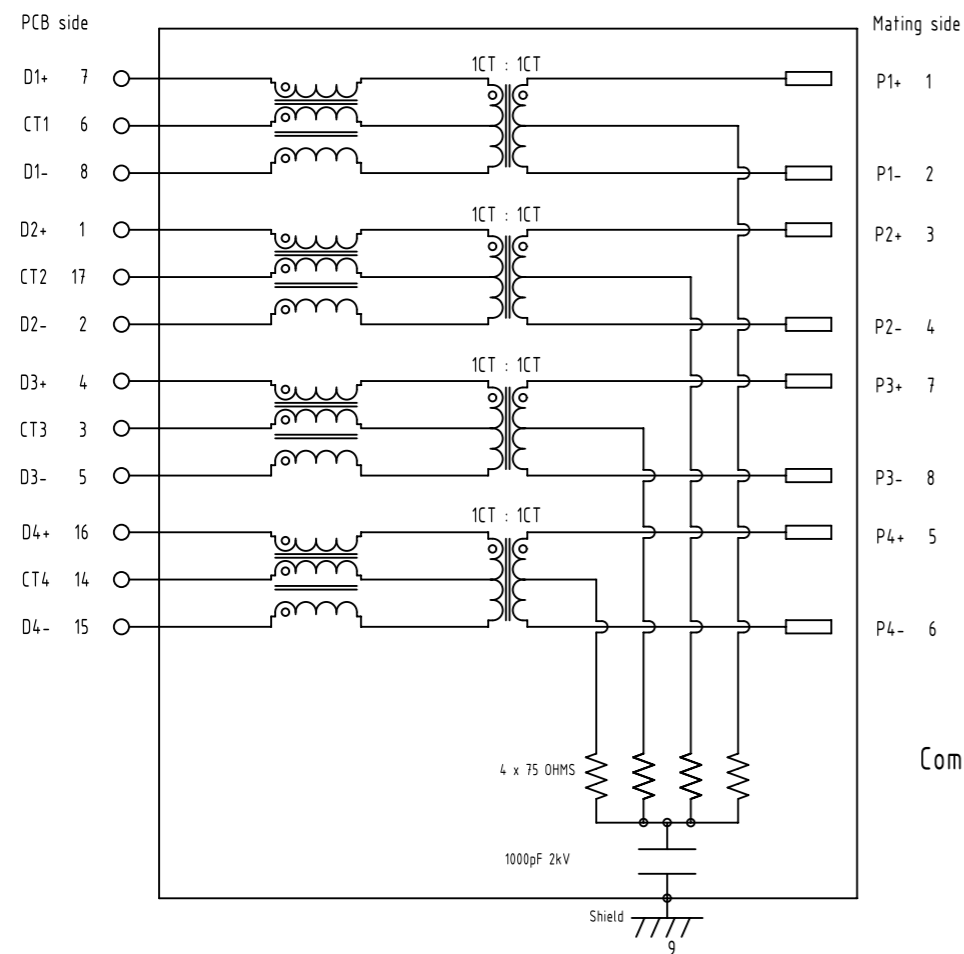 PCB side
Mating side
1CT : 1CT
D1+ 7
P1+ 1
CT1 6
D1- 8
P1- 2
1CT : 1CT
D2+ 1
P2+ 3
CT2 17
D2- 2
P2- 4
1CT : 1CT
D3+ 4
P3+ 7
CT3 3
D3- 5
P3- 8
1CT : 1CT
D4+ 16
P4+ 5
CT4 14
D4- 15
P4- 6
Com
4 x 75 OHMS
1000pF 2kV
Shield
9